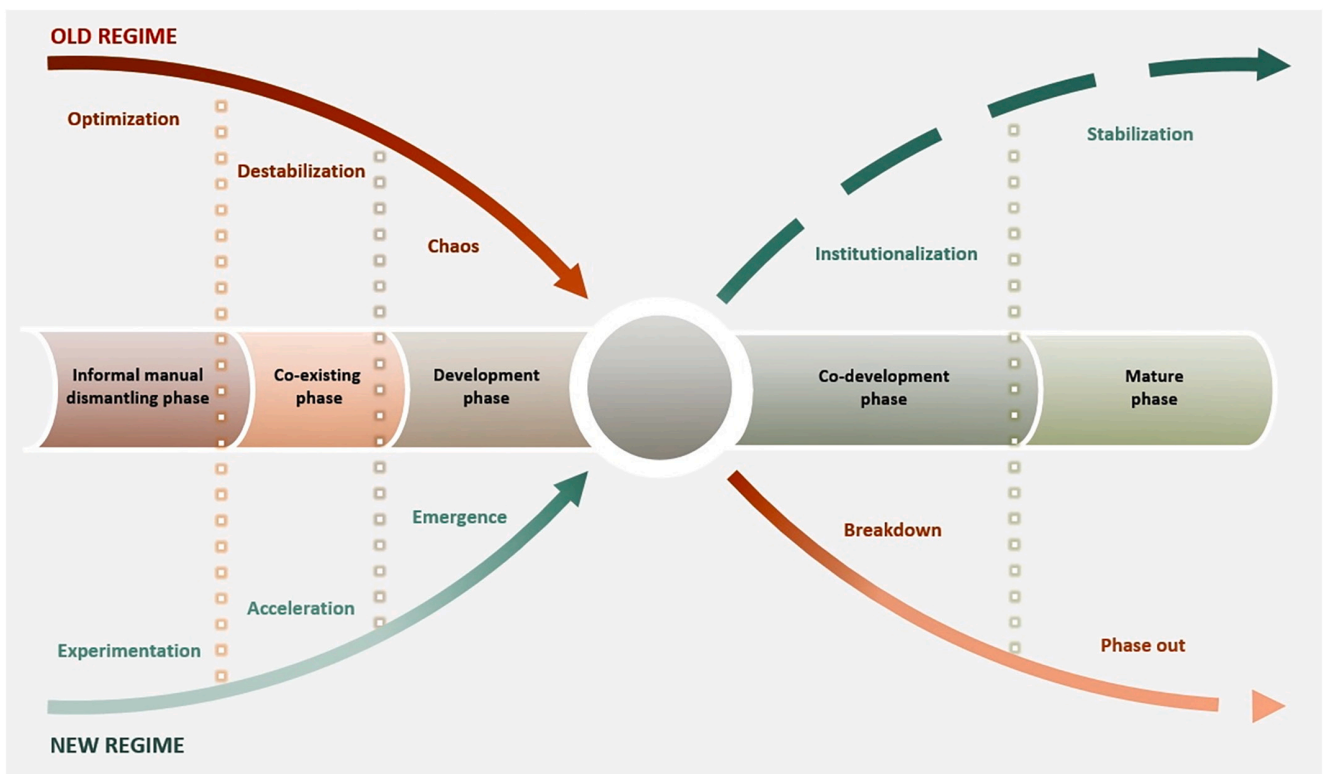 OLD REGIME
Optimization
Destabilization
Chaos
Stabilization
Institutionalization
Informal manual
dismantling phase
Co-existing
phase
Development
phase
Co-development
phase
Mature
phase
Emergence
Acceleration
Experimentation
Breakdown
Phase out
NEW REGIME